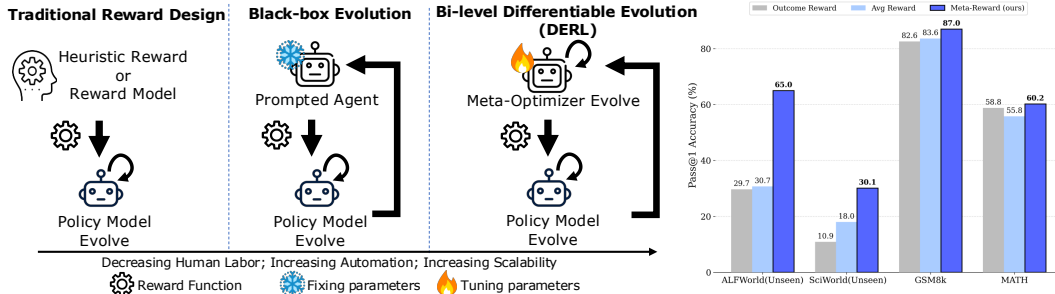 Traditional Reward Design
Heuristic Reward
or
Reward Model
Policy Model
Evolve
Black-box Evolution
Prompted Agent
Policy Model
Evolve
Bi-level Differentiable Evolution
(DERL)
Meta-Optimizer Evolve
Policy Model
Evolve
Decreasing Human Labor; Increasing Automation; Increasing Scalability
Reward Function
Fixing parameters
Tuning parameters
Outcome Reward
Avg Reward
Meta-Reward (ours)
Pass@1 Accuracy (%)
80
60
40
20
0
29.7
30.7
65.0
10.9
18.0
30.1
82.6
83.6
87.0
58.8
55.8
60.2
ALFWorld(Unseen)
SciWorld(Unseen)
GSM8k
MATH